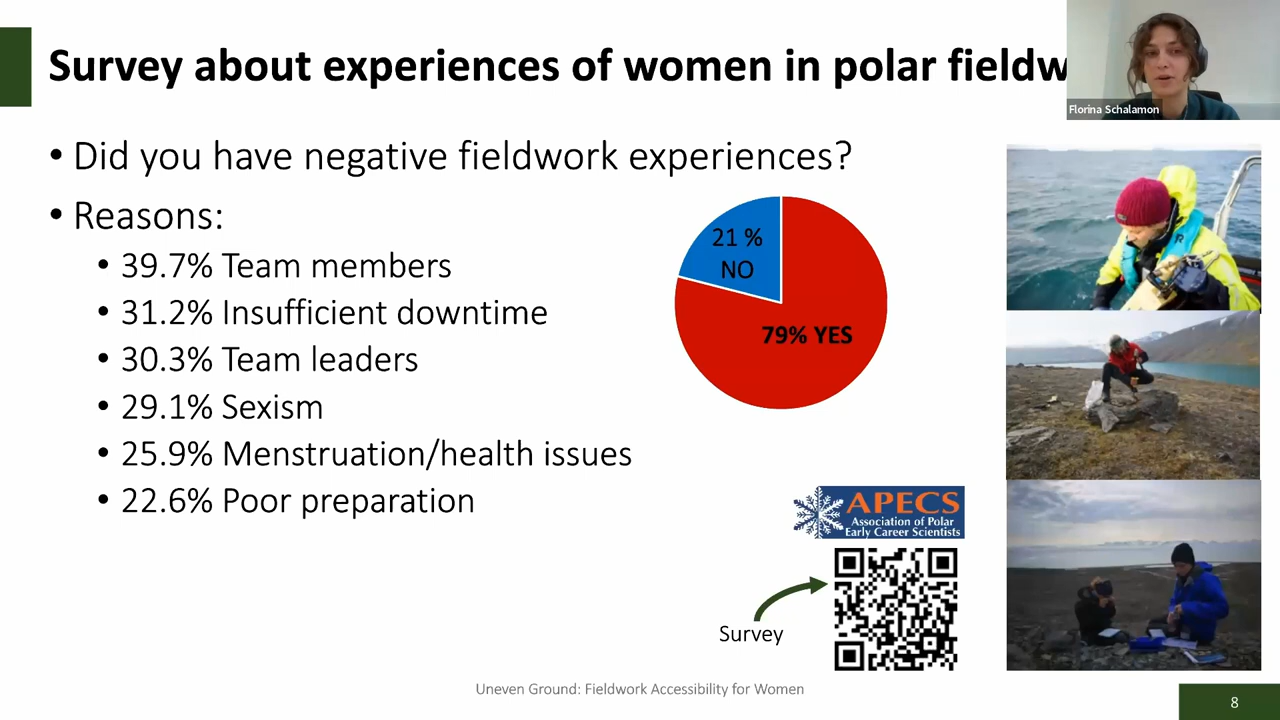 Survey about experiences of women in polar fieldw
Florina Schalamon
• Did you have negative fieldwork experiences?
• Reasons:
• 39.7% Team members
• 31.2% Insufficient downtime
• 30.3% Team leaders
• 29.1% Sexism
• 25.9% Menstruation/health issues
• 22.6% Poor preparation
21 %
NO
79% YES
APECS
Association of Polar
Early Career Scientists
Survey
Uneven Ground: Fieldwork Accessibility for Women
8